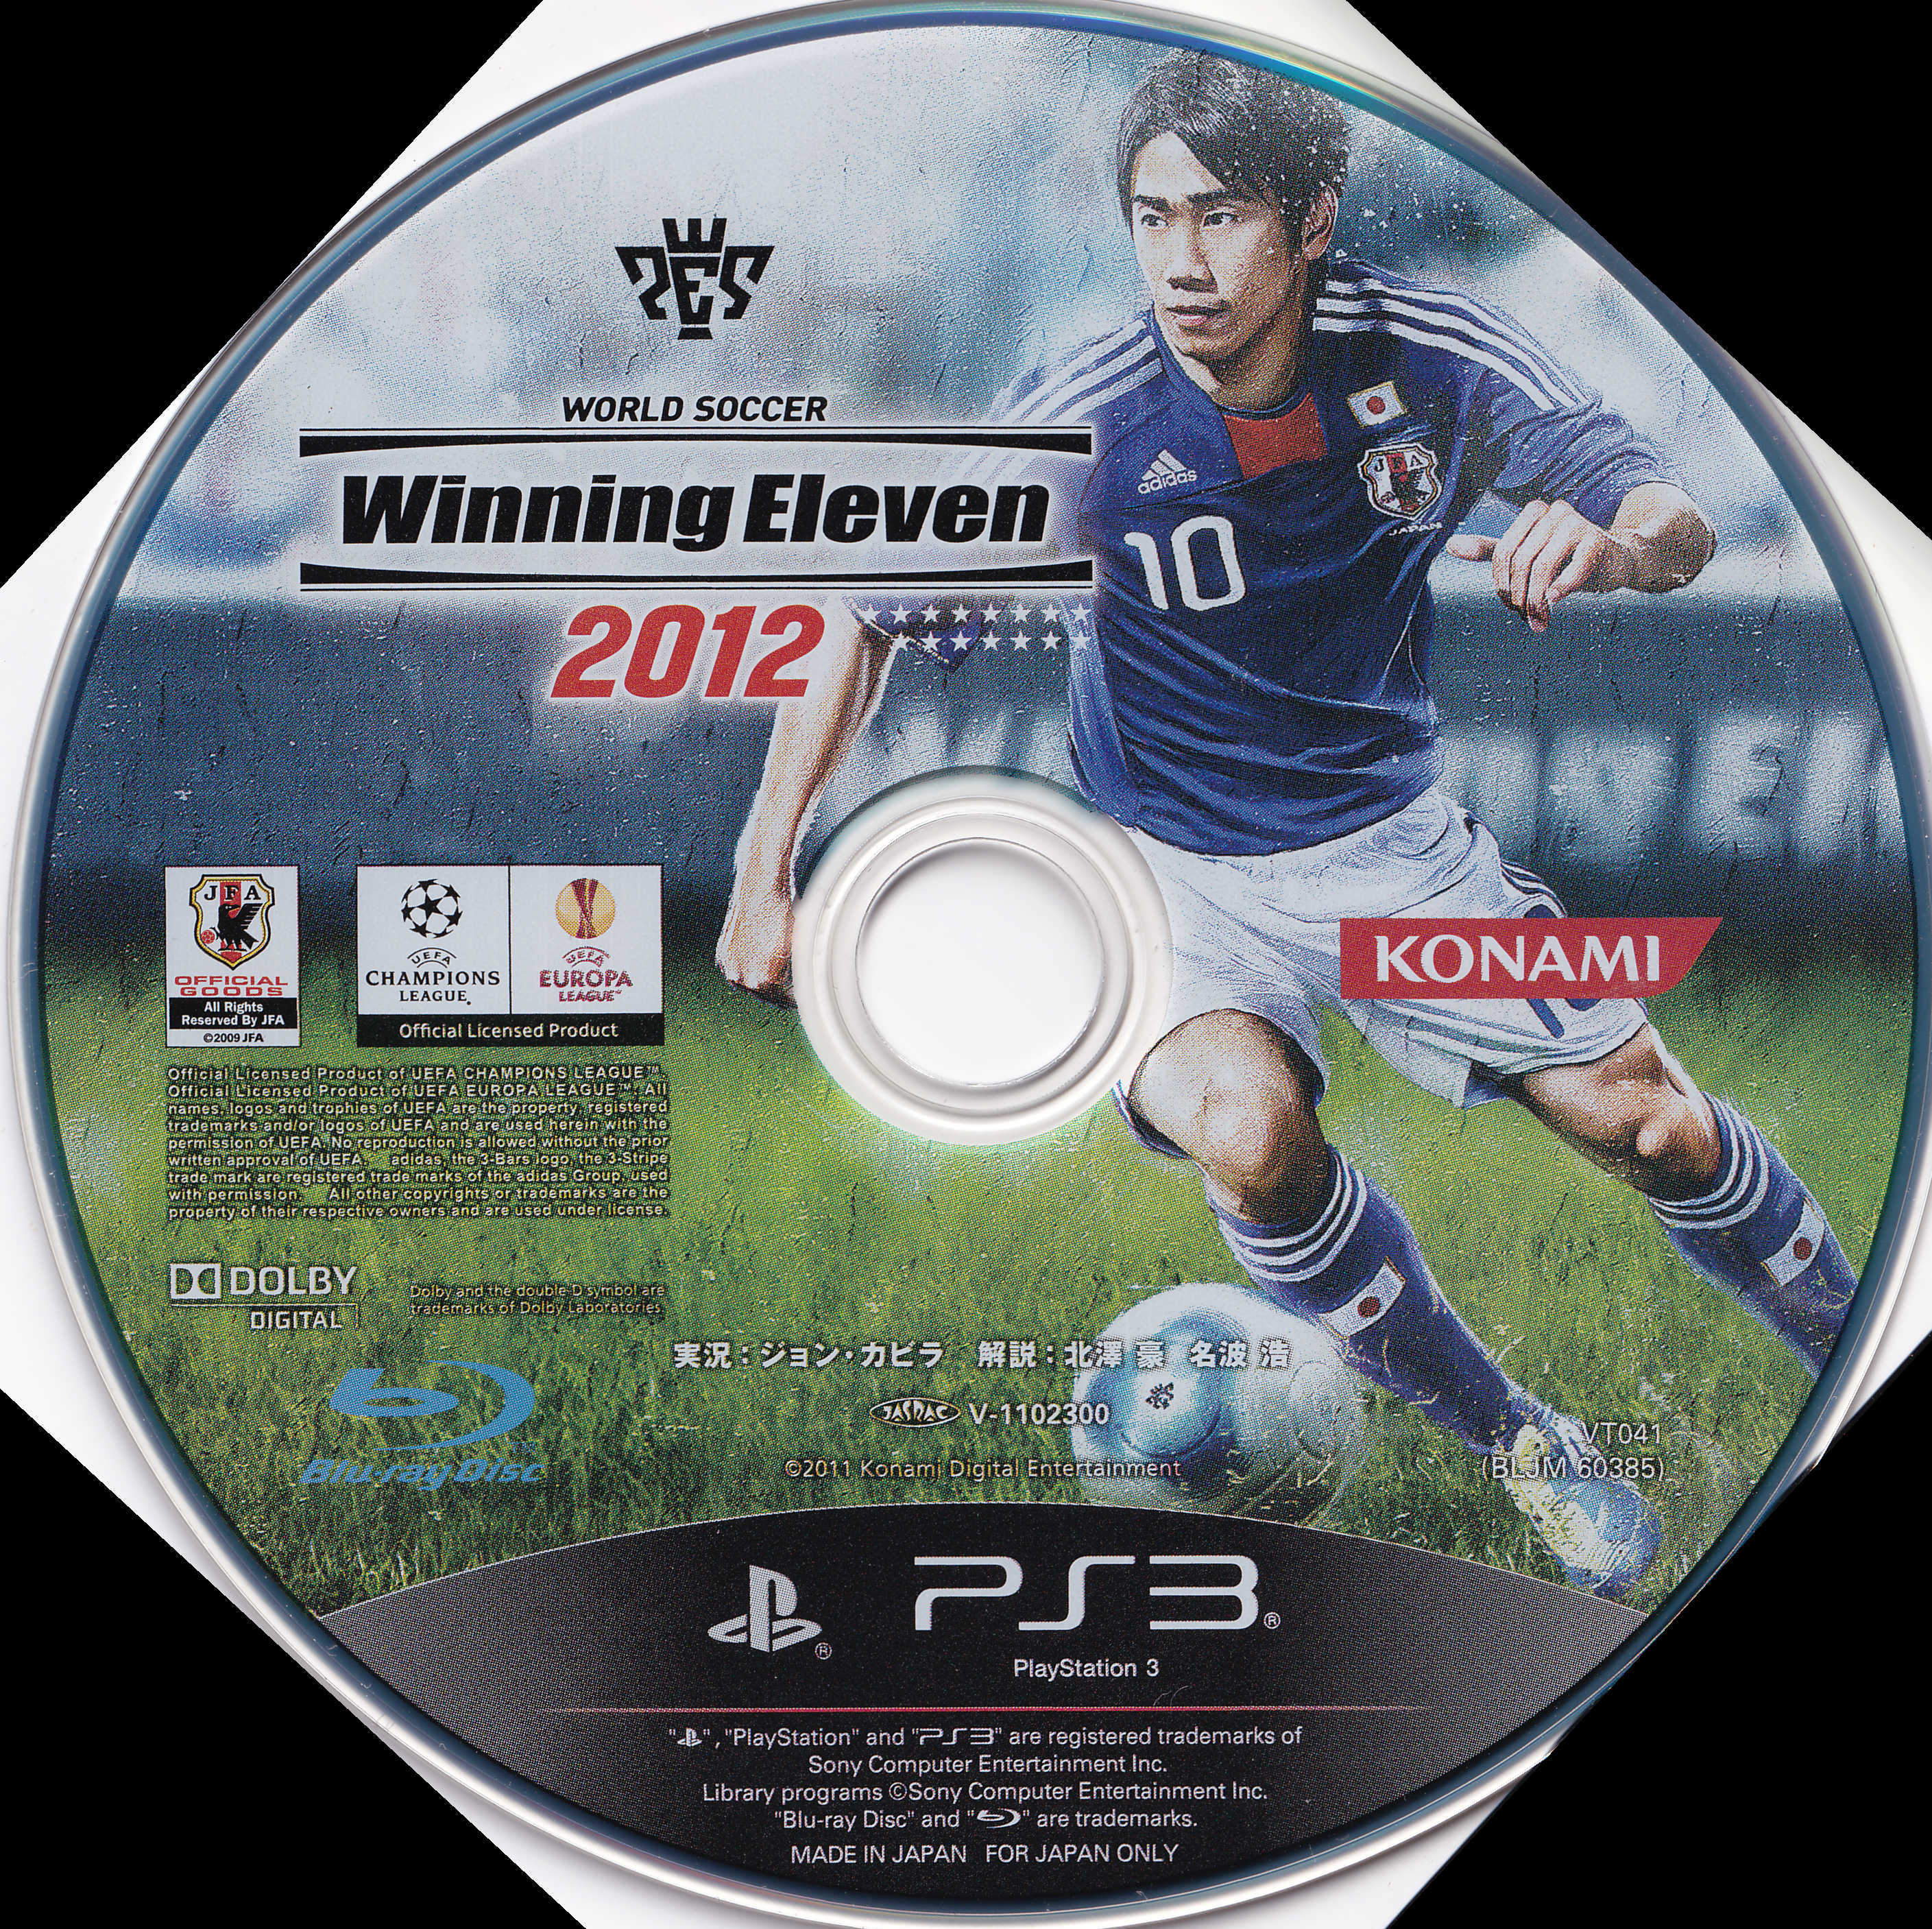 WORLD SOCCER
Winning Eleven
2012
adidas
10
JFA
JAPAN
JFA
OFFICIAL
GOODS
All Rights
Reserved By JFA
©2009 JFA
UEFA
CHAMPIONS
LEAGUE®
UEFA
EUROPA
LEAGUE™
Official Licensed Product
KONAMI
Official Licensed Product of UEFA CHAMPIONS LEAGUE™.
Official Licensed Product of UEFA EUROPA LEAGUE™. All
names, logos and trophies of UEFA are the property, registered
trademarks and/or logos of UEFA and are used herein with the
permission of UEFA. No reproduction is allowed without the prior
written approval of UEFA. adidas, the 3-Bars logo, the 3-Stripe
trade mark are registered trade marks of the adidas Group, used
with permission. All other copyrights or trademarks are the
property of their respective owners and are used under license.
DOLBY
DIGITAL
Dolby and the double-D symbol are
trademarks of Dolby Laboratories.
実況：ジョン・カビラ 解説：北澤 豪 名波 浩
JASRAC V-1102300
Blu-ray Disc™
©2011 Konami Digital Entertainment
VT041
(BLJM 60385)
PS3®
PlayStation 3
"PS", "PlayStation" and "PS3" are registered trademarks of
Sony Computer Entertainment Inc.
Library programs ©Sony Computer Entertainment Inc.
"Blu-ray Disc" and "" are trademarks.
MADE IN JAPAN FOR JAPAN ONLY